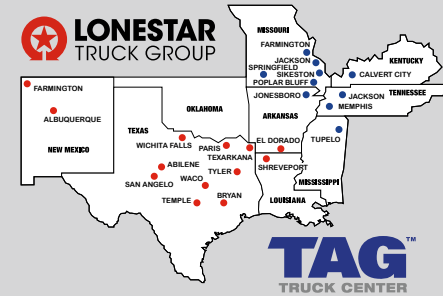 LONESTAR
TRUCK GROUP
MISSOURI
FARMINGTON
JACKSON
SPRINGFIELD
SIKESTON
POPLAR BLUFF
KENTUCKY
CALVERT CITY
TENNESSEE
JACKSON
MEMPHIS
JONESBORO
ARKANSAS
EL DORADO
TUPELO
MISSISSIPPI
FARMINGTON
ALBUQUERQUE
NEW MEXICO
OKLAHOMA
TEXAS
WICHITA FALLS
PARIS
TEXARKANA
ABILENE
TYLER
SAN ANGELO
WACO
TEMPLE
BRYAN
SHREVEPORT
LOUISIANA
TAG™
TRUCK CENTER